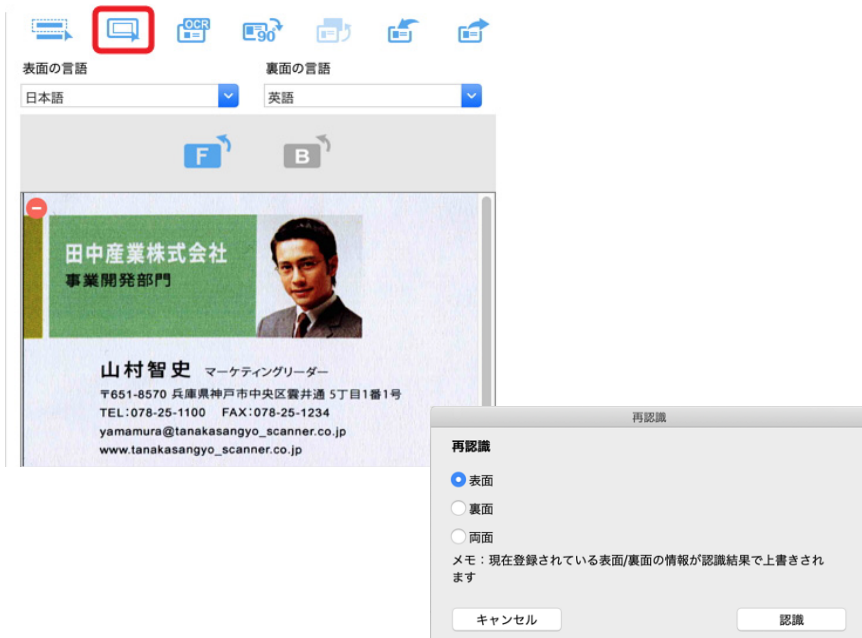 OCR
90°
表面の言語
裏面の言語
日本語
英語
F
B
田中産業株式会社
事業開発部門
山村智史 マーケティングリーダー
〒651-8570 兵庫県神戸市中央区雲井通 5丁目1番1号
TEL:078-25-1100 FAX:078-25-1234
yamamura@tanakasangyo_scanner.co.jp
www.tanakasangyo_scanner.co.jp
再認識
再認識
表面
裏面
両面
メモ：現在登録されている表面/裏面の情報が認識結果で上書きされ
ます
キャンセル
認識